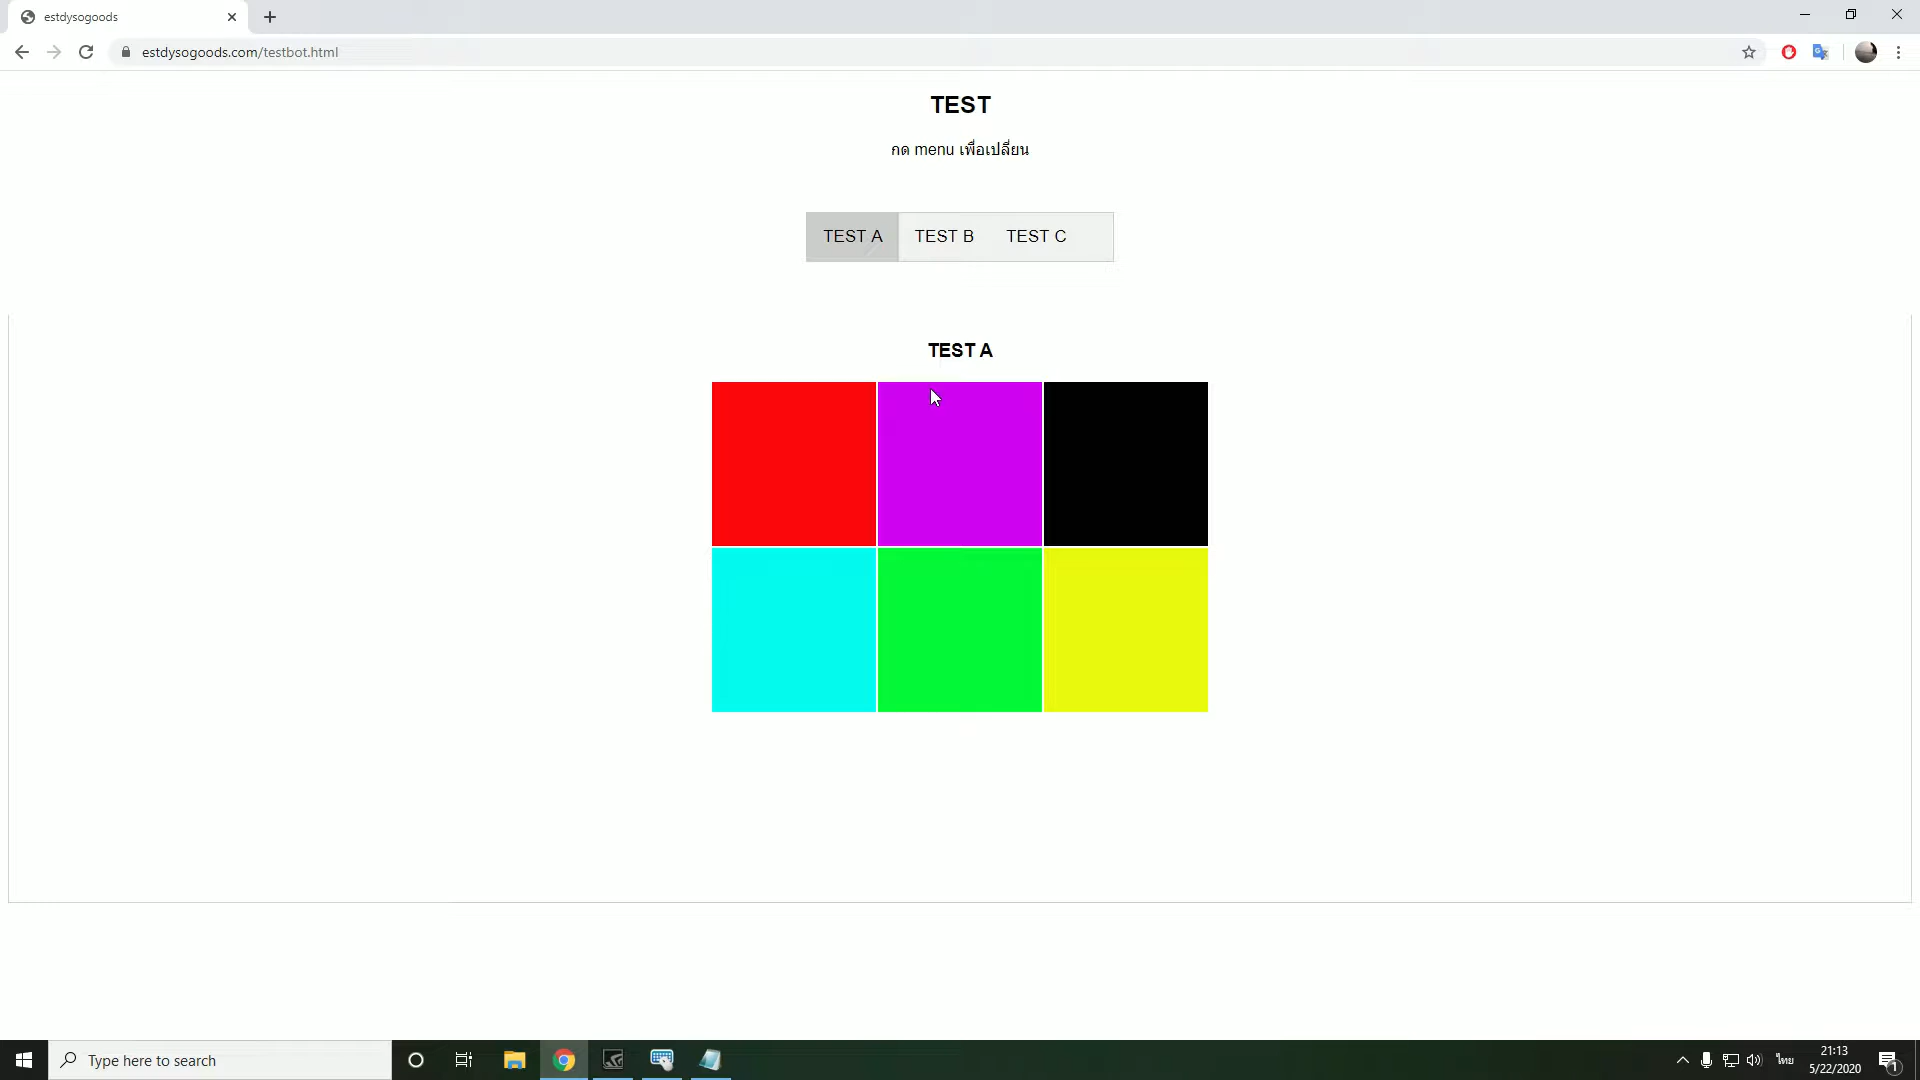 estdysogoods
estdysogoods.com/testbot.html
TEST
กด menu เพื่อเปลี่ยน
TEST A
TEST B
TEST C
TEST A
Type here to search
ไทย
21:13
5/22/2020
1